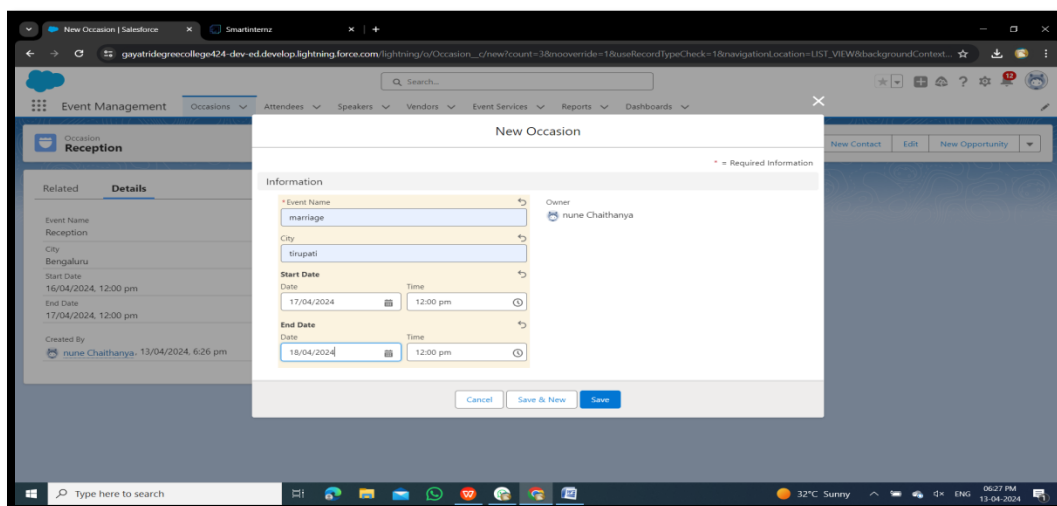 New Occasion | Salesforce
Smartinternz
gayatridegreecollege424-dev-ed.develop.lightning.force.com/lightning/o/Occasion__c/new?count=3&nooverride=1&useRecordTypeCheck=1&navigationLocation=LIST_VIEW&backgroundContext...
Search...
Event Management Occasions Attendees Speakers Vendors Event Services Reports Dashboards
12
Occasion
Reception
New Contact Edit New Opportunity
New Occasion
* = Required Information
Related Details
Event Name
Reception
City
Bengaluru
Start Date
16/04/2024, 12:00 pm
End Date
17/04/2024, 12:00 pm
Created By
nune Chaithanya, 13/04/2024, 6:26 pm
Information
*Event Name
marriage
City
tirupati
Start Date
Date Time
17/04/2024 12:00 pm
End Date
Date Time
18/04/2024 12:00 pm
Owner
nune Chaithanya
Cancel Save & New Save
Type here to search
32°C Sunny
ENG
06:27 PM
13-04-2024